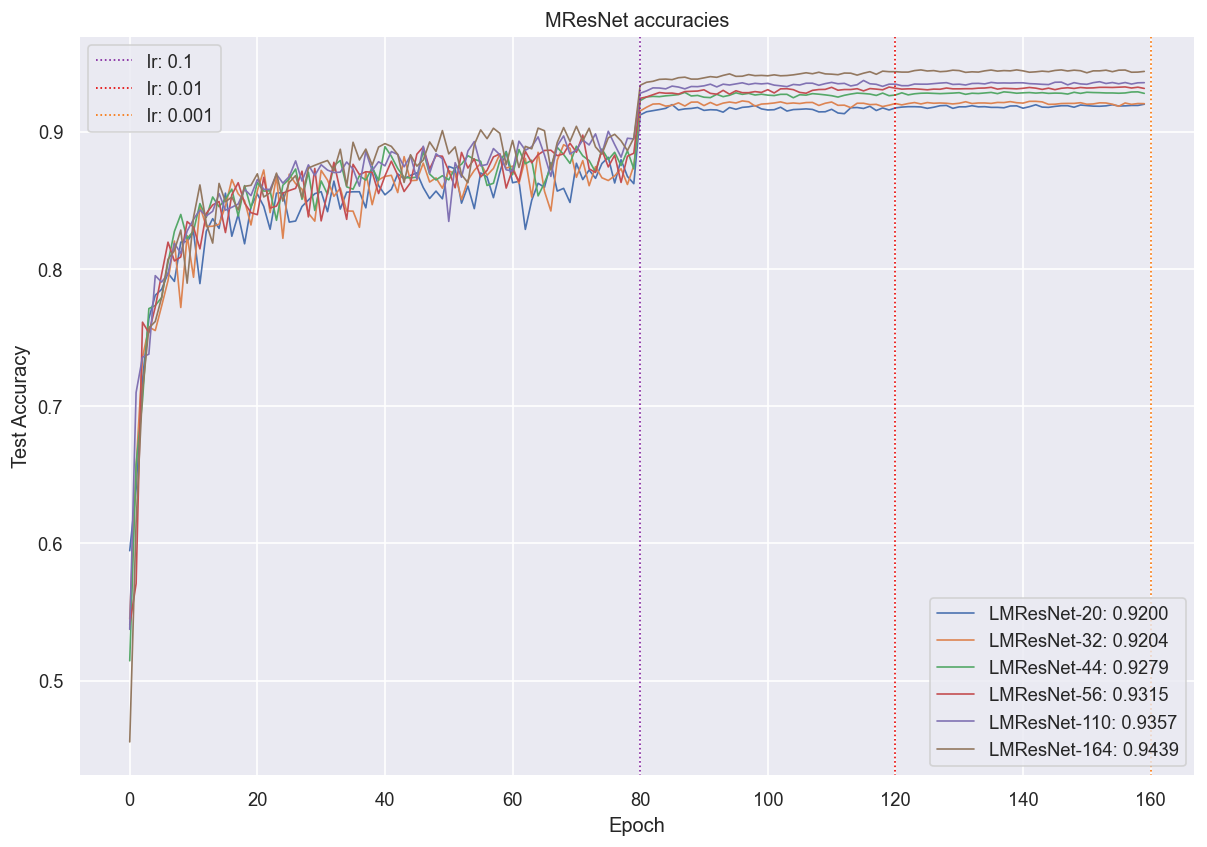 MResNet accuracies
lr: 0.1
lr: 0.01
lr: 0.001
Test Accuracy
0.9
0.8
0.7
0.6
0.5
LMResNet-20: 0.9200
LMResNet-32: 0.9204
LMResNet-44: 0.9279
LMResNet-56: 0.9315
LMResNet-110: 0.9357
LMResNet-164: 0.9439
0 20 40 60 80 100 120 140 160
Epoch